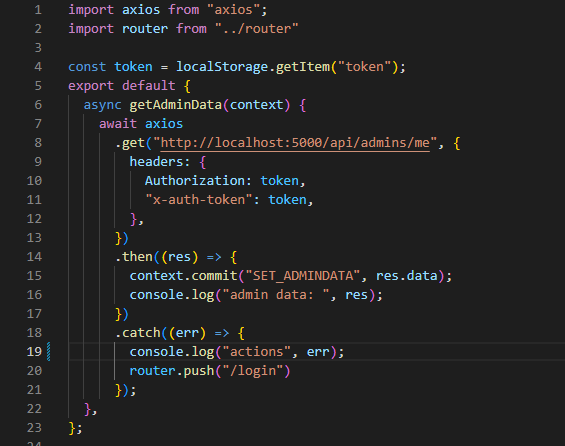 1 import axios from "axios";
2 import router from "../router"
3
4 const token = localStorage.getItem("token");
5 export default {
6   async getAdminData(context) {
7     await axios
8       .get("http://localhost:5000/api/admins/me", {
9         headers: {
10           Authorization: token,
11           "x-auth-token": token,
12         },
13       })
14       .then((res) => {
15         context.commit("SET_ADMINDATA", res.data);
16         console.log("admin data: ", res);
17       })
18       .catch((err) => {
19         console.log("actions", err);
20         router.push("/login")
21       });
22   },
23 };